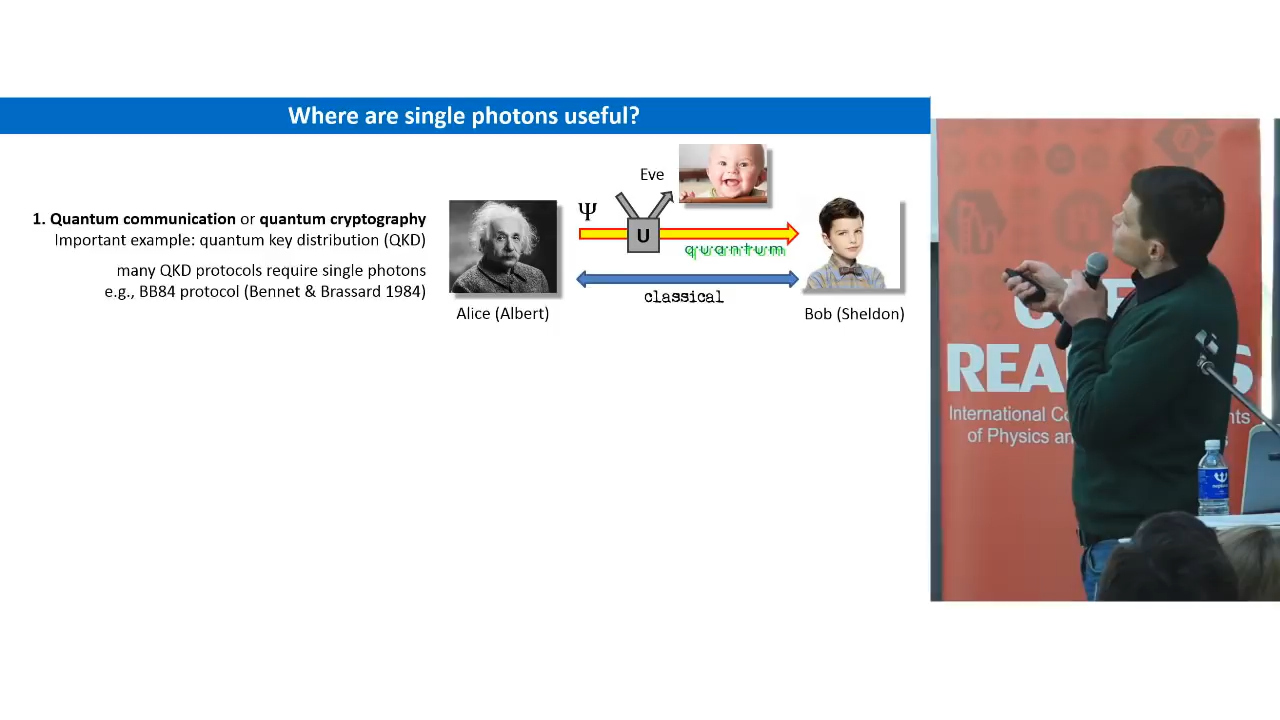 Where are single photons useful?
Eve
Ψ
1. Quantum communication or quantum cryptography
U
Important example: quantum key distribution (QKD)
quantum
many QKD protocols require single photons
e.g., BB84 protocol (Bennet & Brassard 1984)
classical
Alice (Albert)
Bob (Sheldon)
REA S
International Co nts
of Physics an